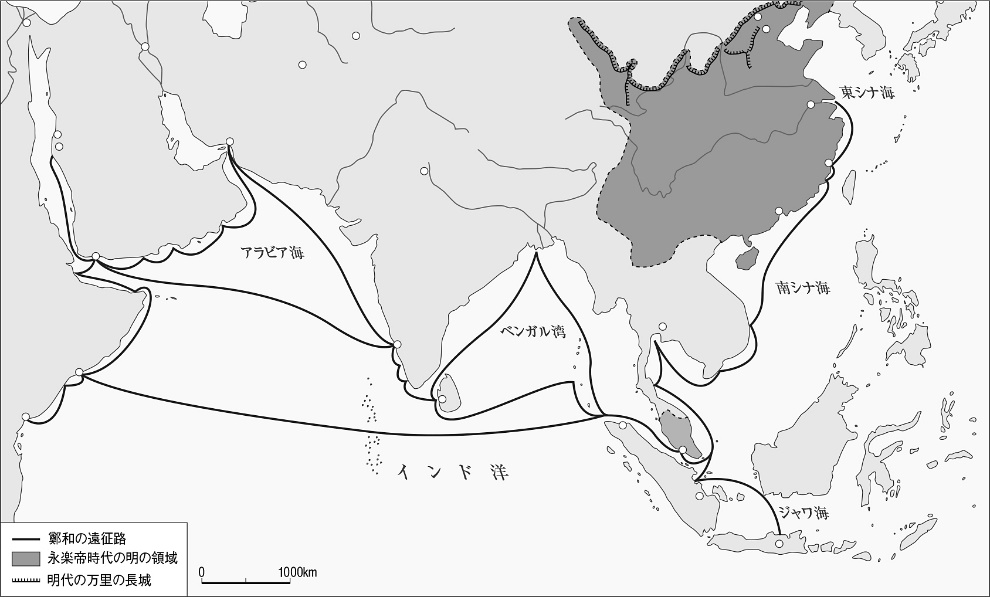 東シナ海
アラビア海
南シナ海
ベンガル湾
インド洋
ジャワ海
鄭和の遠征路
永楽帝時代の明の領域
明代の万里の長城
0 1000km